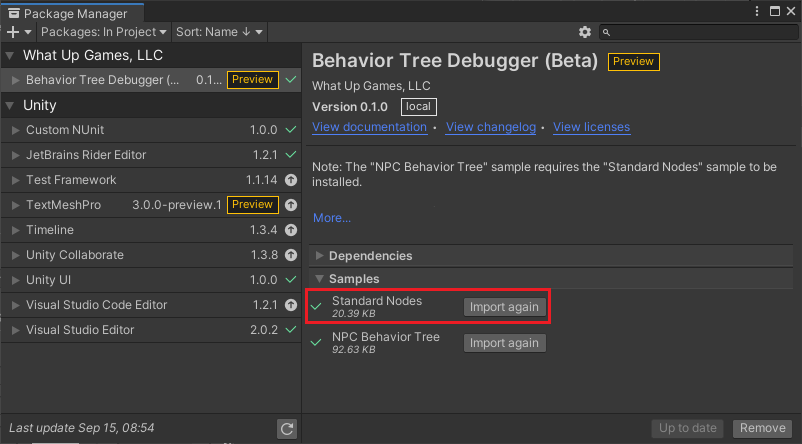 Package Manager
Packages: In Project
Sort: Name ↓
What Up Games, LLC
Behavior Tree Debugger (... 0.1... Preview
Unity
Custom NUnit 1.0.0
JetBrains Rider Editor 1.2.1
Test Framework 1.1.14
TextMeshPro 3.0.0-preview.1 Preview
Timeline 1.3.4
Unity Collaborate 1.3.8
Unity UI 1.0.0
Visual Studio Code Editor 1.2.1
Visual Studio Editor 2.0.2
Last update Sep 15, 08:54
Behavior Tree Debugger (Beta) Preview
What Up Games, LLC
Version 0.1.0 local
View documentation • View changelog • View licenses
Note: The "NPC Behavior Tree" sample requires the "Standard Nodes" sample to be
installed.
More...
Dependencies
Samples
Standard Nodes
20.39 KB
Import again
NPC Behavior Tree
92.63 KB
Import again
Up to date
Remove